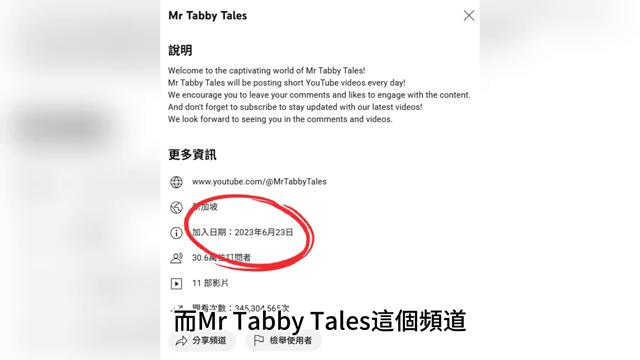 Mr Tabby Tales
說明
Welcome to the captivating world of Mr Tabby Tales!
Mr Tabby Tales will be posting short YouTube videos every day!
We encourage you to leave your comments and likes to engage with the content.
And don't forget to subscribe to stay updated with our latest videos!
We look forward to seeing you in the comments and videos.
更多資訊
www.youtube.com/@MrTabbyTales
新加坡
加入日期：2023年6月23日
30.6萬位訂閱者
11 部影片
觀看次數：345,304,565次
而Mr Tabby Tales這個頻道
分享頻道
檢舉使用者